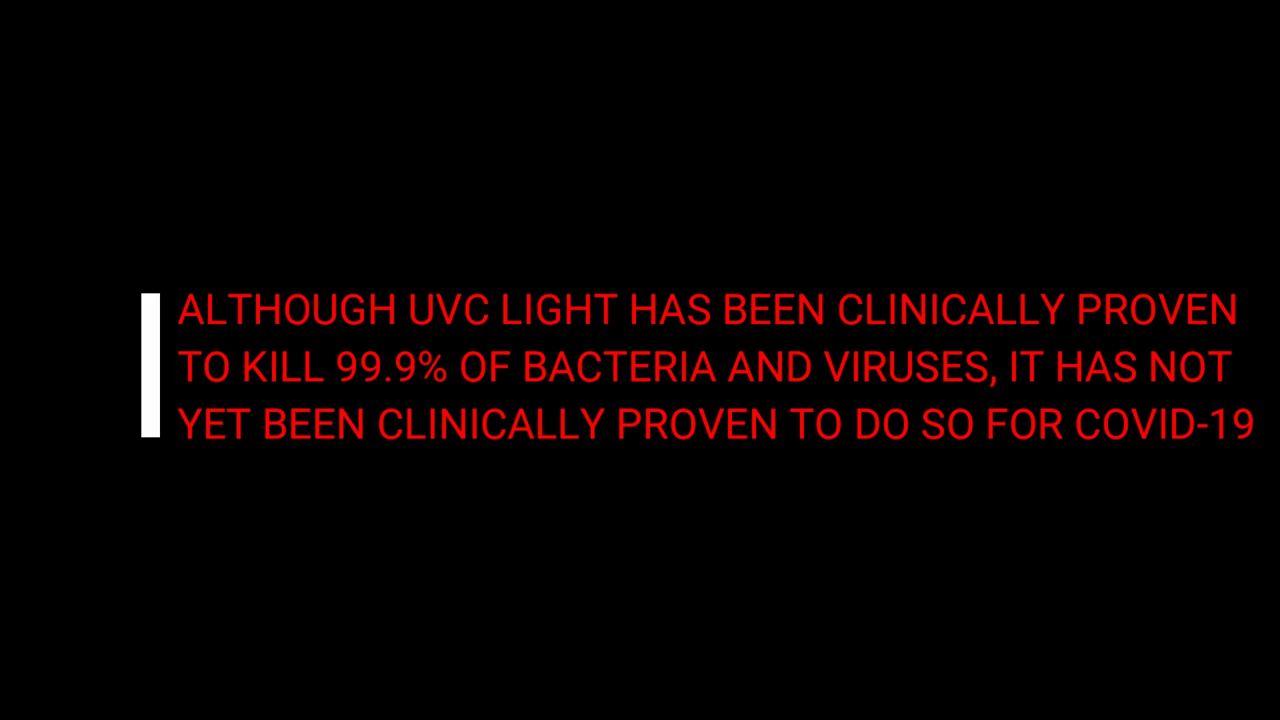 ALTHOUGH UVC LIGHT HAS BEEN CLINICALLY PROVEN
TO KILL 99.9% OF BACTERIA AND VIRUSES, IT HAS NOT
YET BEEN CLINICALLY PROVEN TO DO SO FOR COVID-19